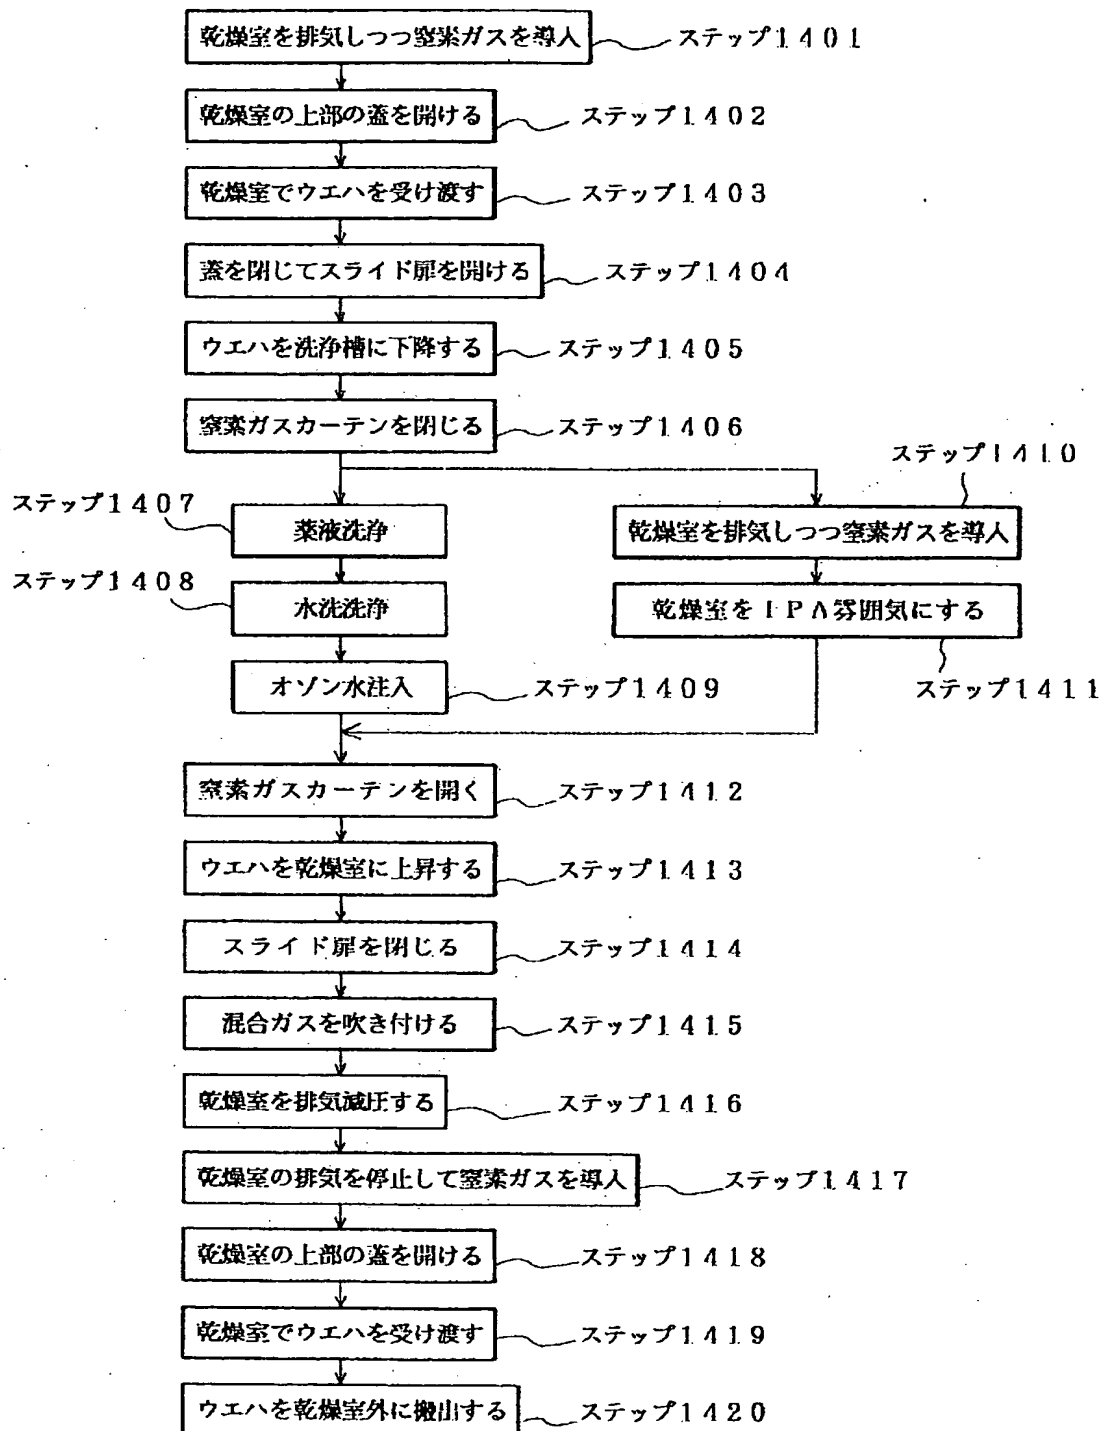 乾燥室を排気しつつ窒素ガスを導入 ステップ1401
乾燥室の上部の蓋を開ける ステップ1402
乾燥室でウエハを受け渡す ステップ1403
蓋を閉じてスライド扉を開ける ステップ1404
ウエハを洗浄槽に下降する ステップ1405
窒素ガスカーテンを閉じる ステップ1406
ステップ1407 薬液洗浄
ステップ1408 水洗洗浄
オゾン水注入 ステップ1409
ステップ1410
乾燥室を排気しつつ窒素ガスを導入
乾燥室をIPA雰囲気にする
ステップ1411
窒素ガスカーテンを開く ステップ1412
ウエハを乾燥室に上昇する ステップ1413
スライド扉を閉じる ステップ1414
混合ガスを吹き付ける ステップ1415
乾燥室を排気減圧する ステップ1416
乾燥室の排気を停止して窒素ガスを導入 ステップ1417
乾燥室の上部の蓋を開ける ステップ1418
乾燥室でウエハを受け渡す ステップ1419
ウエハを乾燥室外に搬出する ステップ1420